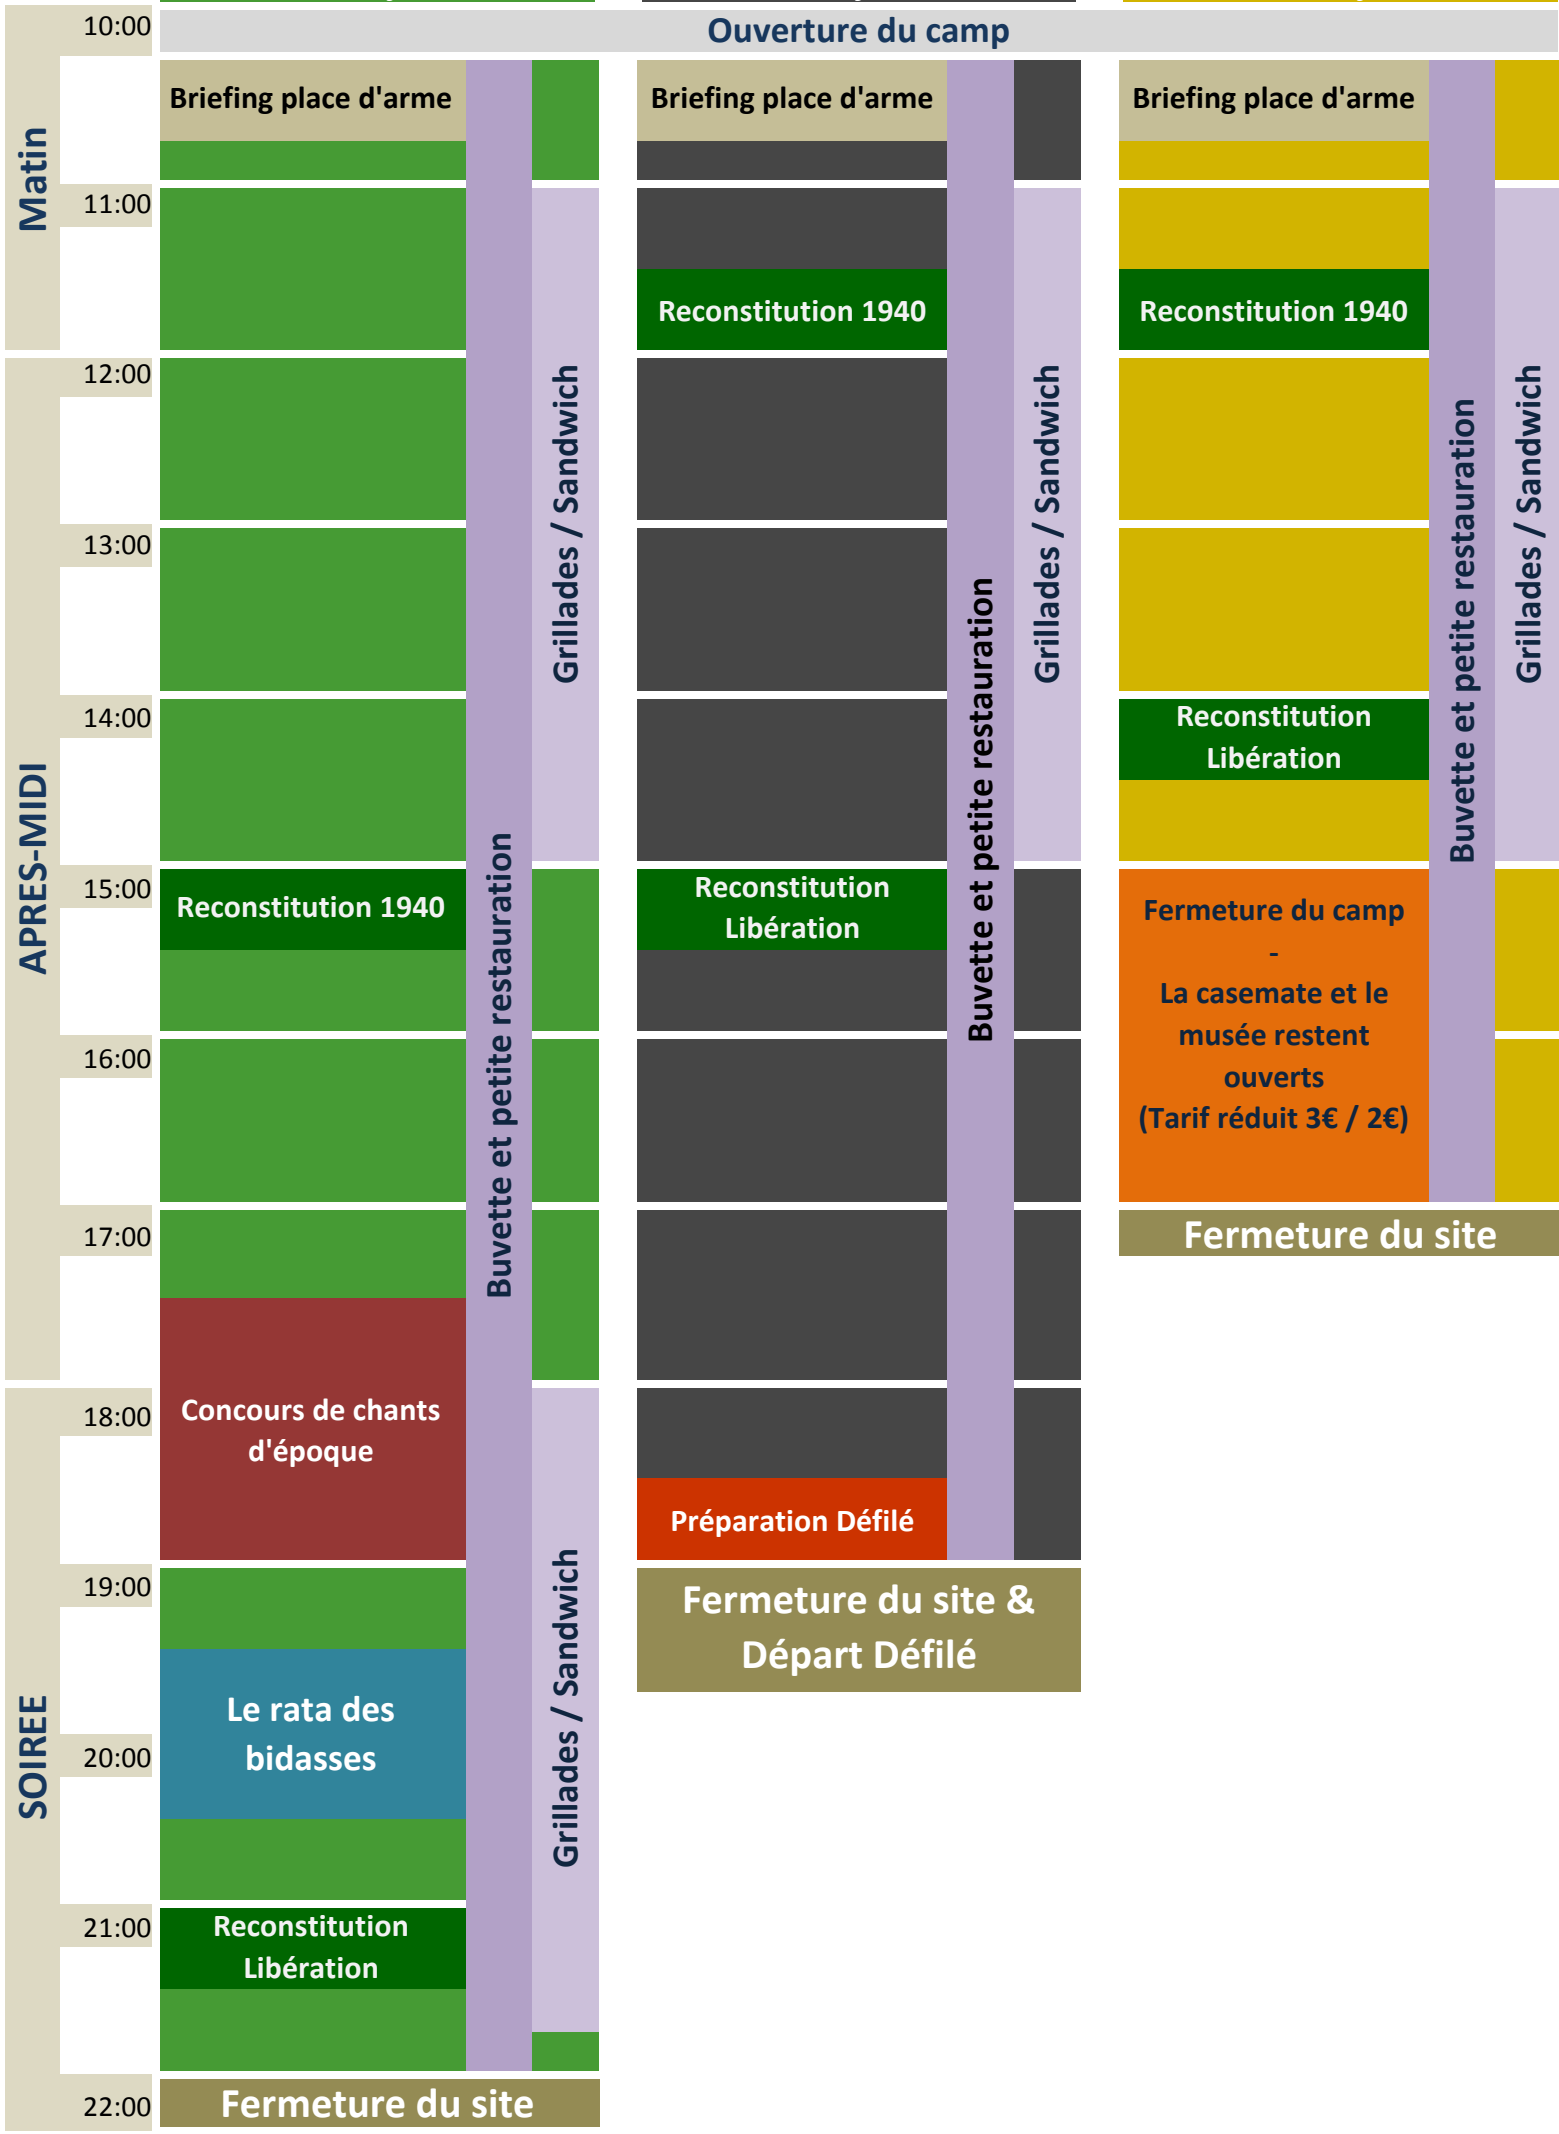 10:00
Ouverture du camp
Matin
Briefing place d'arme
Briefing place d'arme
Briefing place d'arme
11:00
Reconstitution 1940
Reconstitution 1940
APRES-MIDI
12:00
Grillades / Sandwich
Grillades / Sandwich
Grillades / Sandwich
Buvette et petite restauration
Buvette et petite restauration
Buvette et petite restauration
13:00
14:00
Reconstitution
Libération
15:00
Reconstitution 1940
Reconstitution
Libération
Fermeture du camp
-
La casemate et le
musée restent
ouverts
(Tarif réduit 3€ / 2€)
16:00
17:00
Fermeture du site
SOIREE
18:00
Concours de chants
d'époque
Préparation Défilé
Grillades / Sandwich
19:00
Fermeture du site &
Départ Défilé
Le rata des
bidasses
20:00
21:00
Reconstitution
Libération
22:00
Fermeture du site